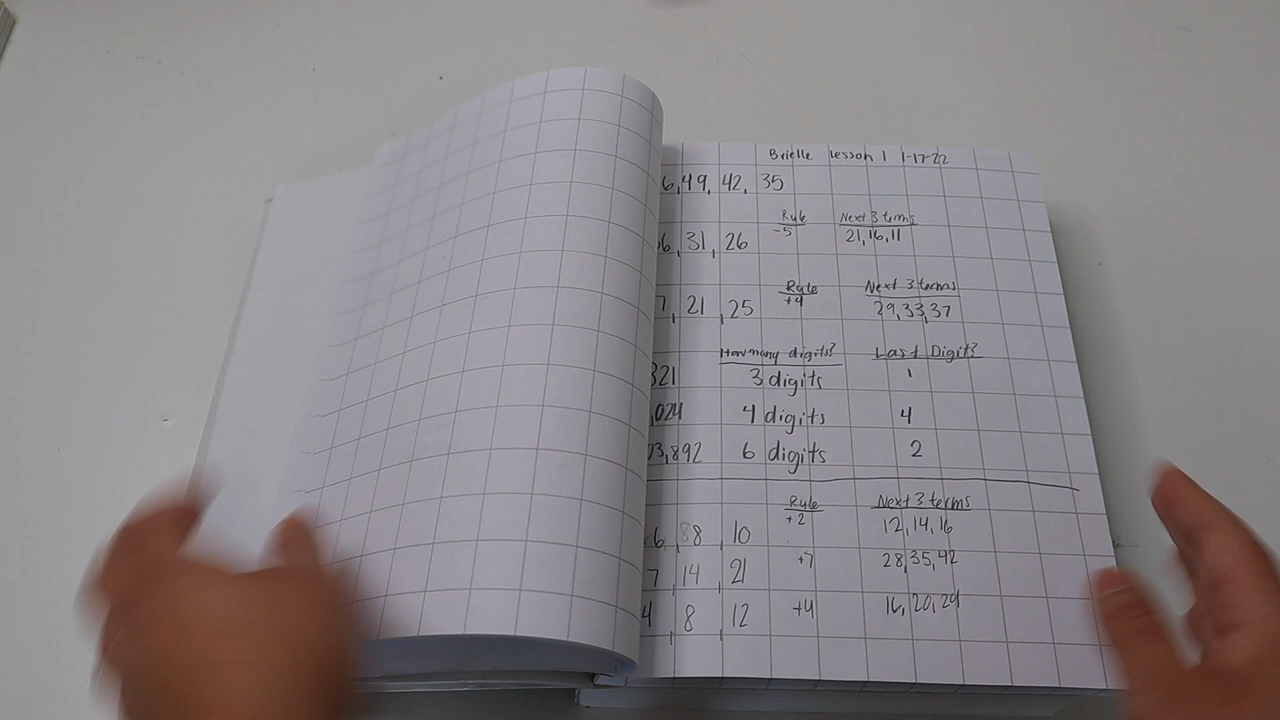 Brielle Lesson 1 1-17-22
6, 49, 42, 35
Rule Next 3 terms
-5 21, 16, 11
6, 31, 26
Rule Next 3 terms
+4
7, 21, 25 29, 33, 37
How many digits? Last Digit?
321 3 digits 1
,024 4 digits 4
03,892 6 digits 2
Rule Next 3 terms
+2 12, 14, 16
6, 8, 10
7, 14, 21 +7 28, 35, 42
4, 8, 12 +4 16, 20, 24